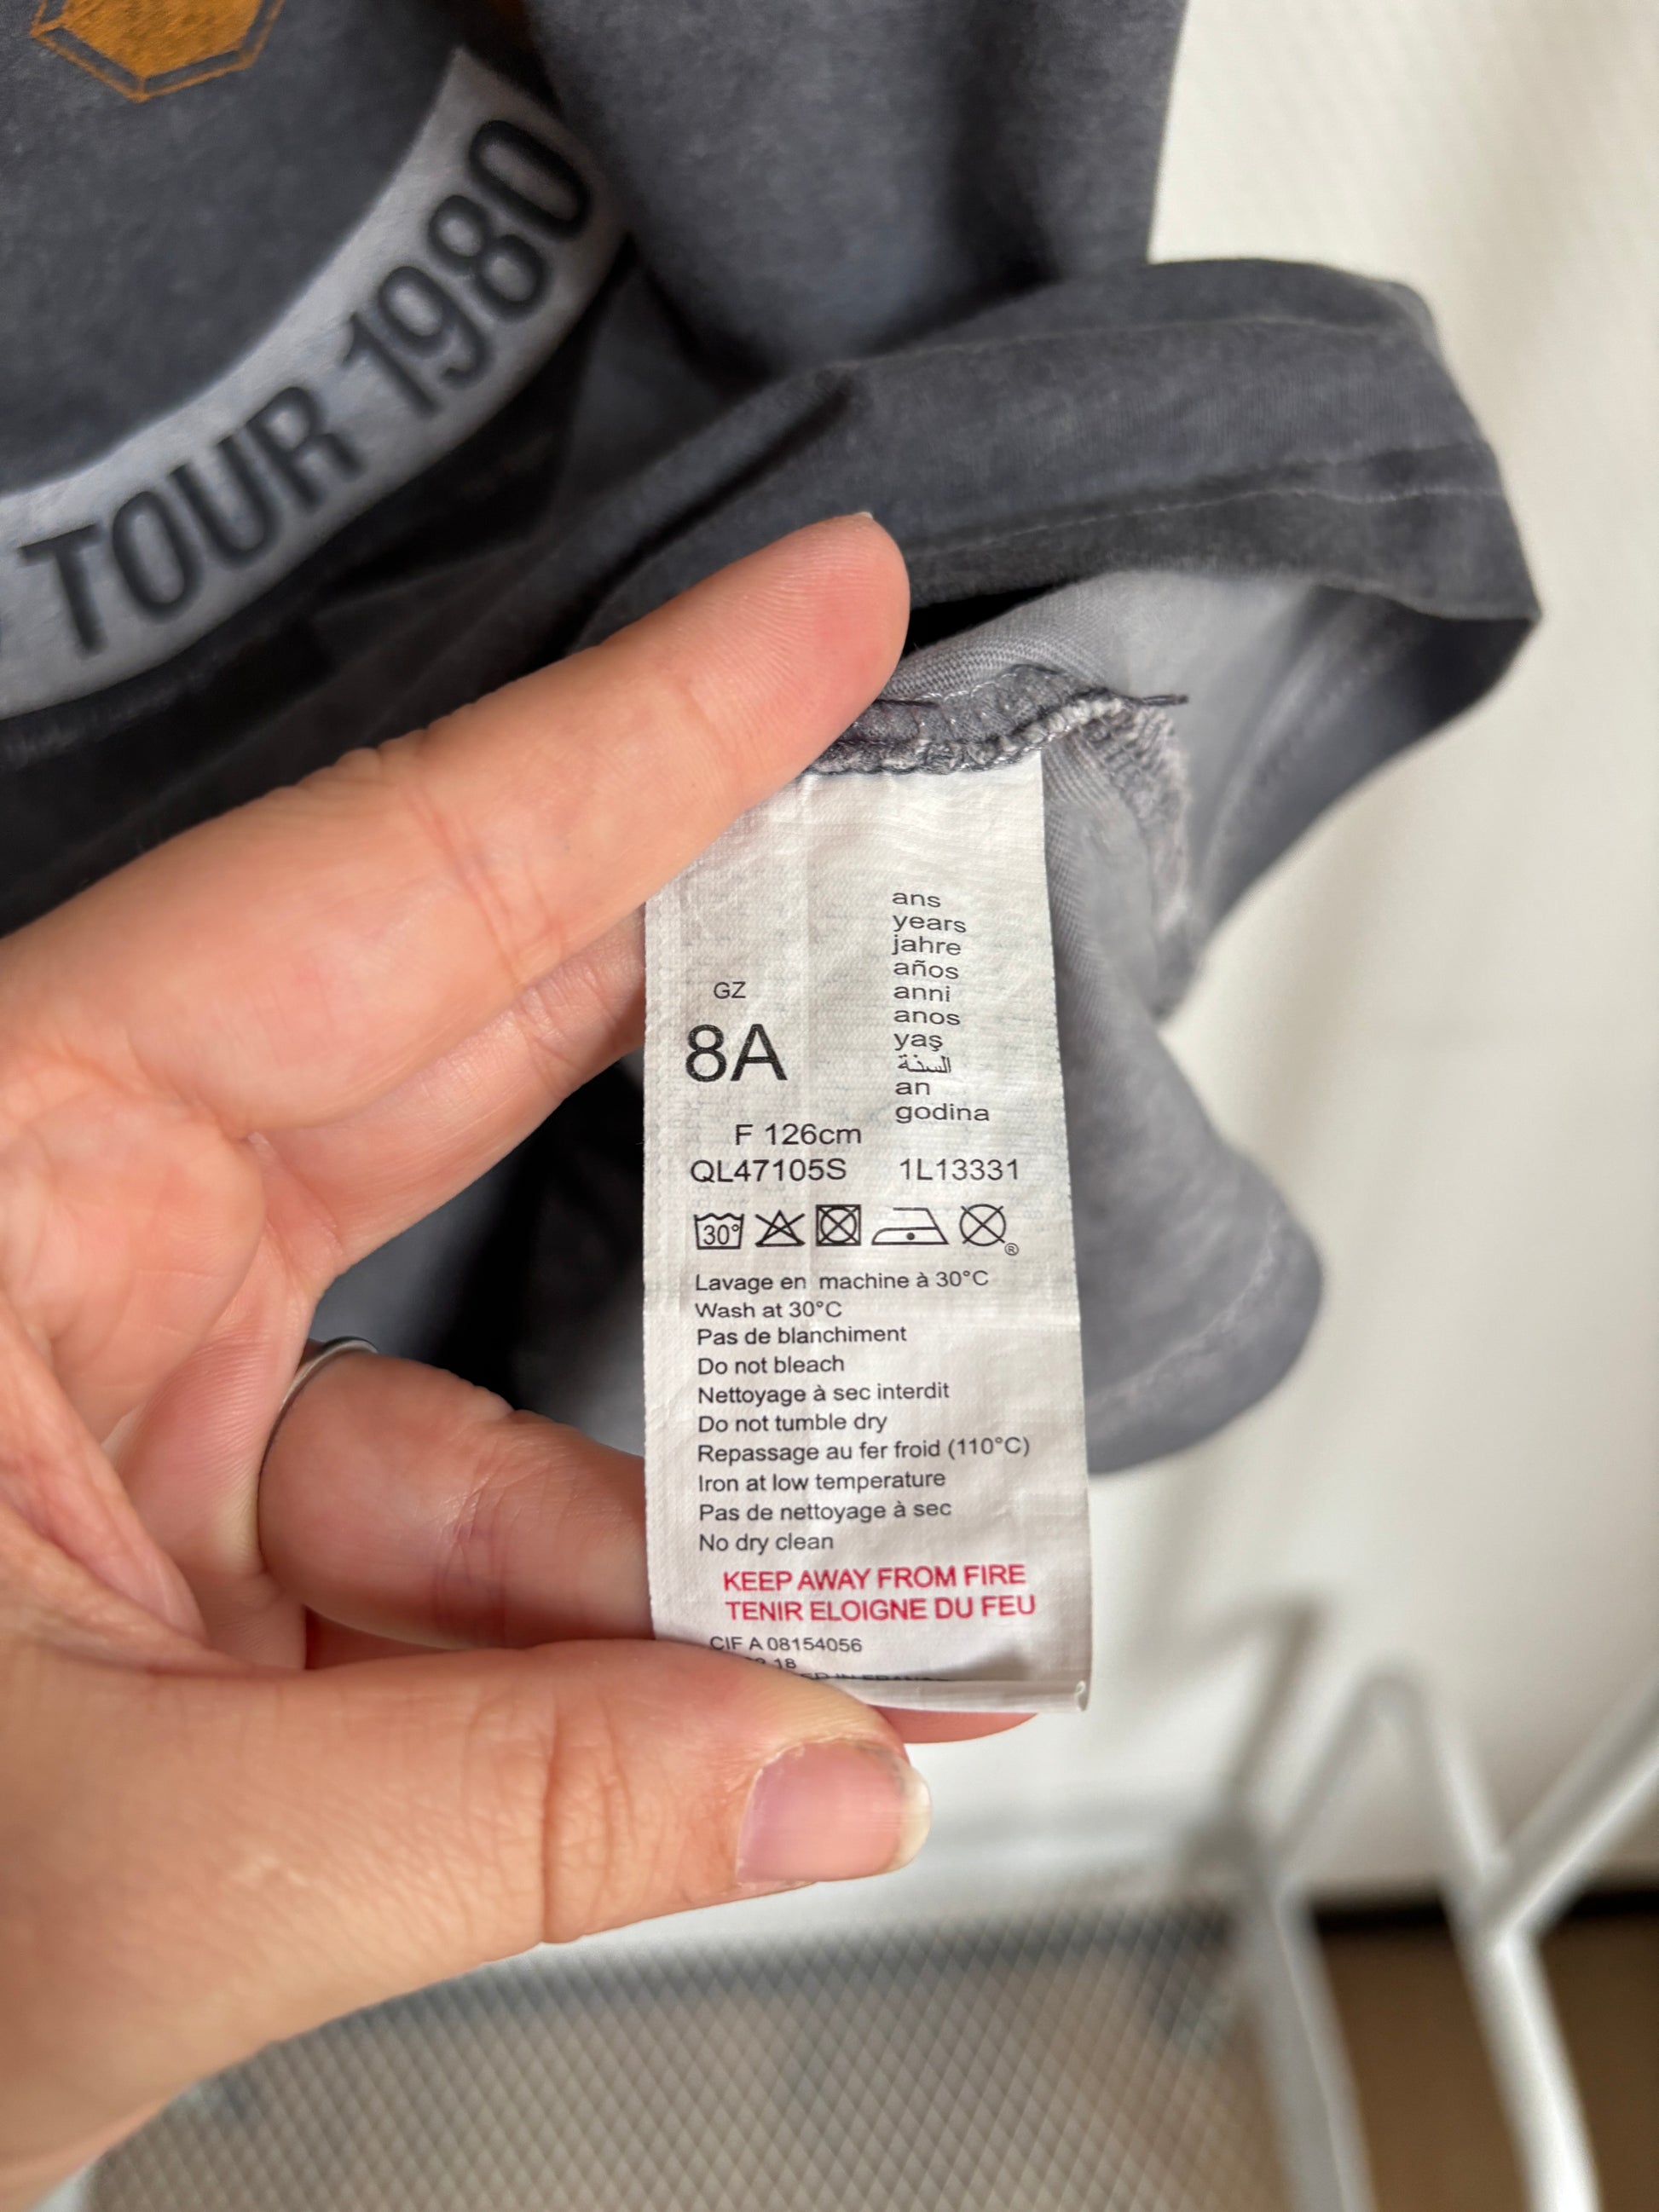 TOUR 1980
ans
years
jahre
años
anni
anos
yaş
السنة
an
godina
GZ
8A
F 126cm
QL47105S 1L13331
30°
®
Lavage en machine à 30°C
Wash at 30°C
Pas de blanchiment
Do not bleach
Nettoyage à sec interdit
Do not tumble dry
Repassage au fer froid (110°C)
Iron at low temperature
Pas de nettoyage à sec
No dry clean
KEEP AWAY FROM FIRE
TENIR ELOIGNE DU FEU
CIF A 08154056
18